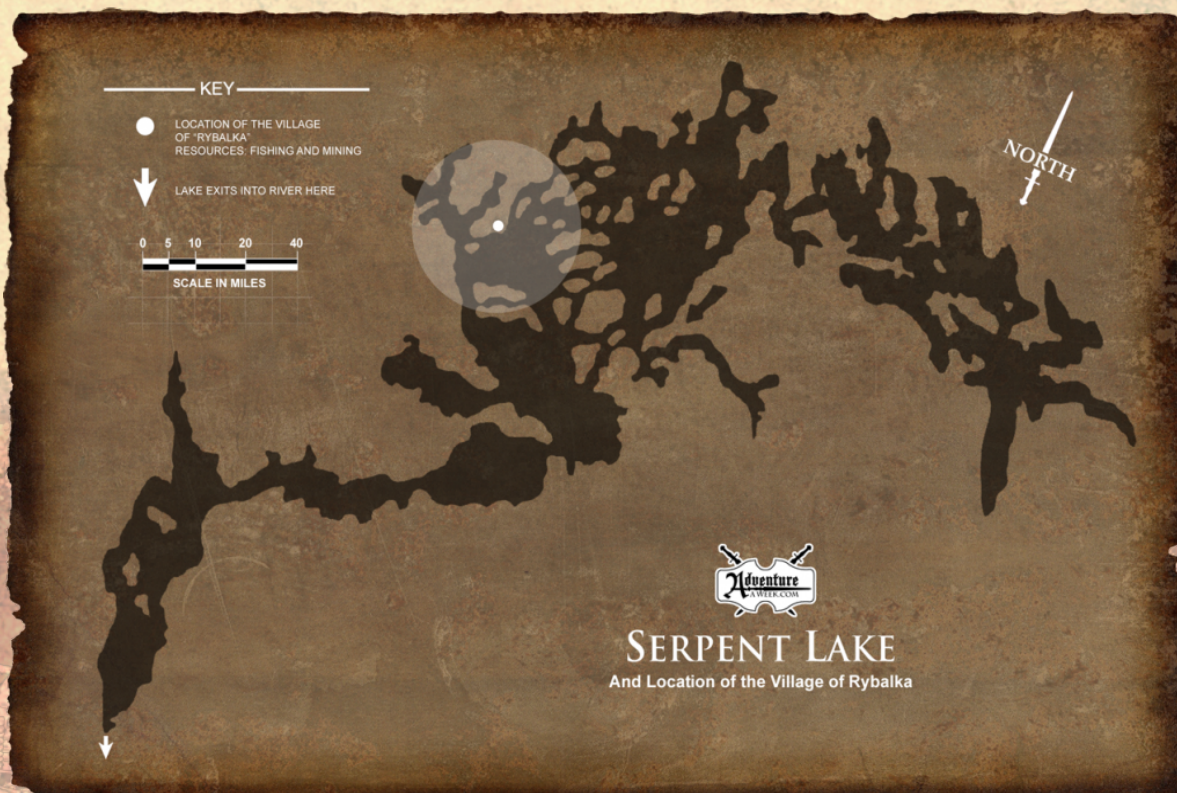 KEY
LOCATION OF THE VILLAGE
OF "RYBALKA"
RESOURCES: FISHING AND MINING
LAKE EXITS INTO RIVER HERE
0 5 10 20 40
SCALE IN MILES
NORTH
Adventure
A WEEK.COM
SERPENT LAKE
And Location of the Village of Rybalka